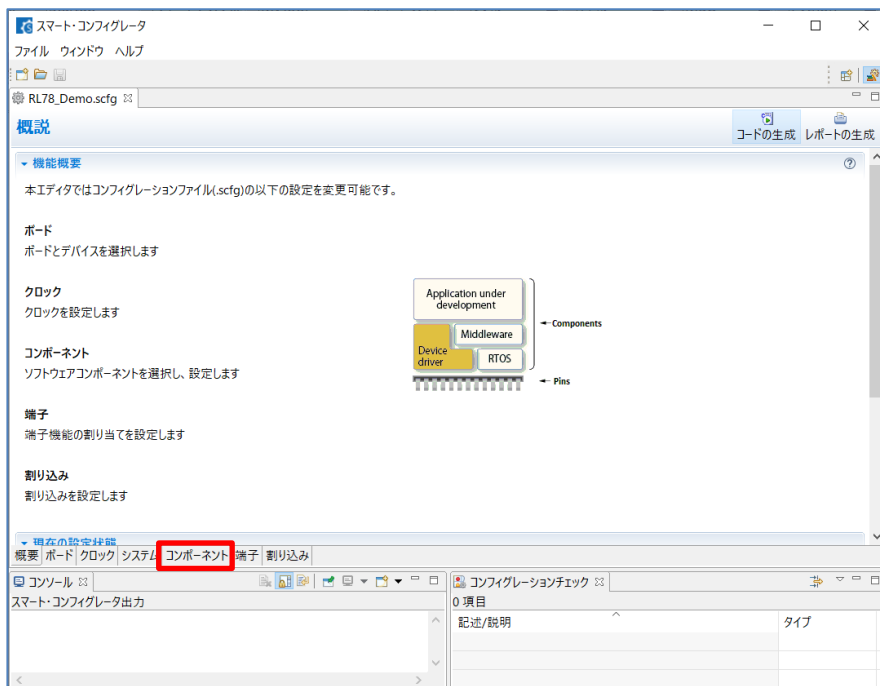 スマート・コンフィグレータ
ファイル ウィンドウ ヘルプ
RL78_Demo.scfg
概説
コードの生成 レポートの生成
機能概要
本エディタではコンフィグレーションファイル(.scfg)の以下の設定を変更可能です。
ボード
ボードとデバイスを選択します
クロック
クロックを設定します
コンポーネント
ソフトウェアコンポーネントを選択し、設定します
端子
端子機能の割り当てを設定します
割り込み
割り込みを設定します
Application under
development
Middleware
Device
driver
RTOS
Components
Pins
現在の設定状態
概要 ボード クロック システム コンポーネント 端子 割り込み
コンソール
スマート・コンフィグレータ出力
コンフィグレーションチェック
0 項目
記述/説明 タイプ